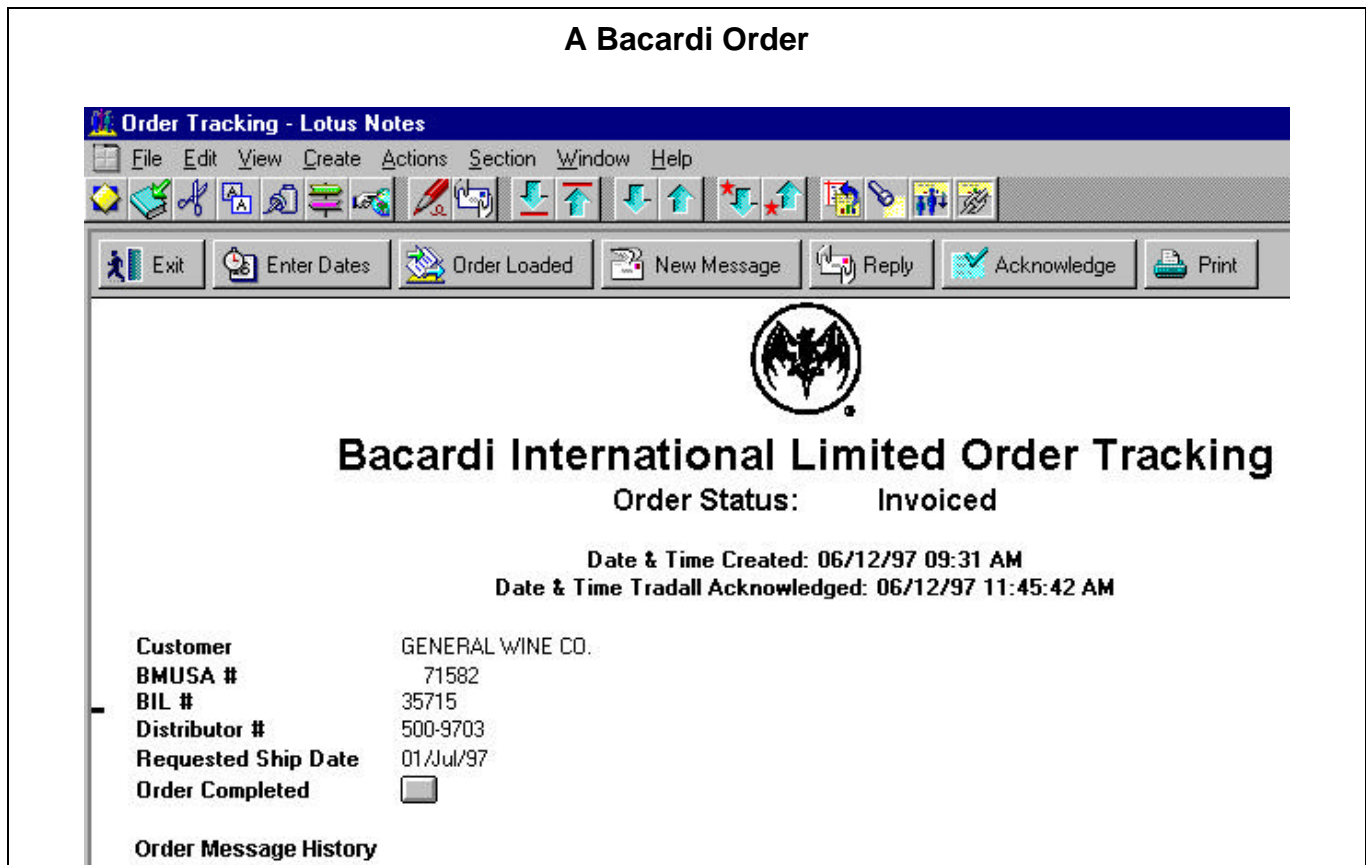 A Bacardi Order
Order Tracking - Lotus Notes
File Edit View Create Actions Section Window Help
Exit Enter Dates Order Loaded New Message Reply Acknowledge Print
Bacardi International Limited Order Tracking
Order Status: Invoiced
Date & Time Created: 06/12/97 09:31 AM
Date & Time Tradall Acknowledged: 06/12/97 11:45:42 AM
Customer GENERAL WINE CO.
BMUSA # 71582
BIL # 35715
Distributor # 500-9703
Requested Ship Date 01/Jul/97
Order Completed
Order Message History